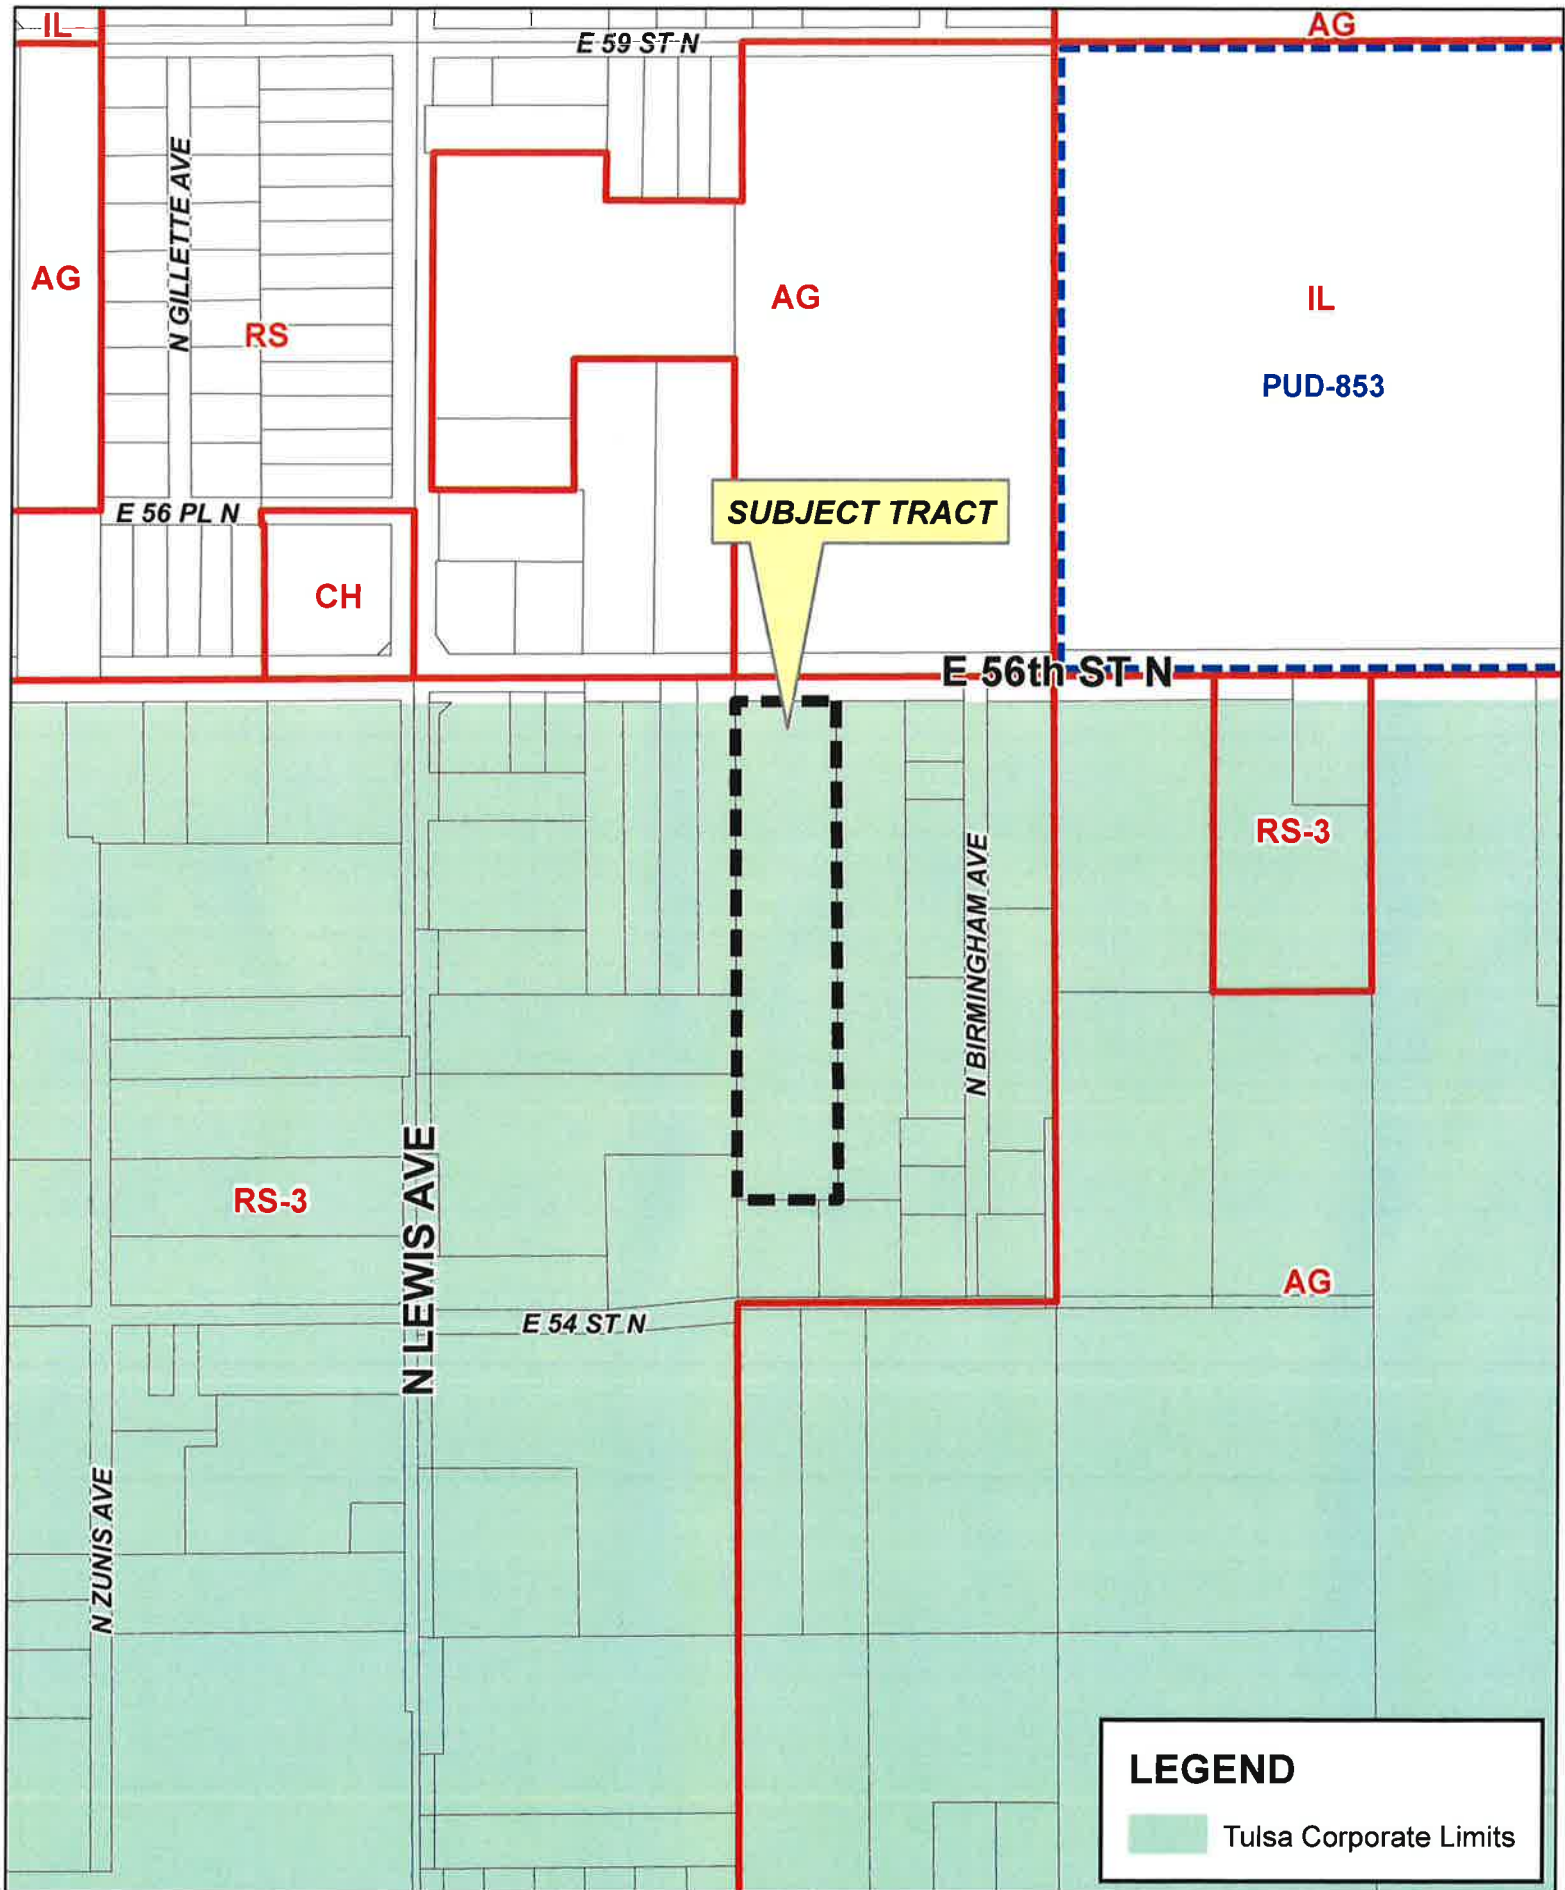 IL
AG
E 59 ST N
N GILLETTE AVE
AG
RS
AG
IL
PUD-853
E 56 PL N
SUBJECT TRACT
CH
E 56th ST N
RS-3
N BIRMINGHAM AVE
N LEWIS AVE
RS-3
AG
E 54 ST N
N ZUNIS AVE
LEGEND
Tulsa Corporate Limits